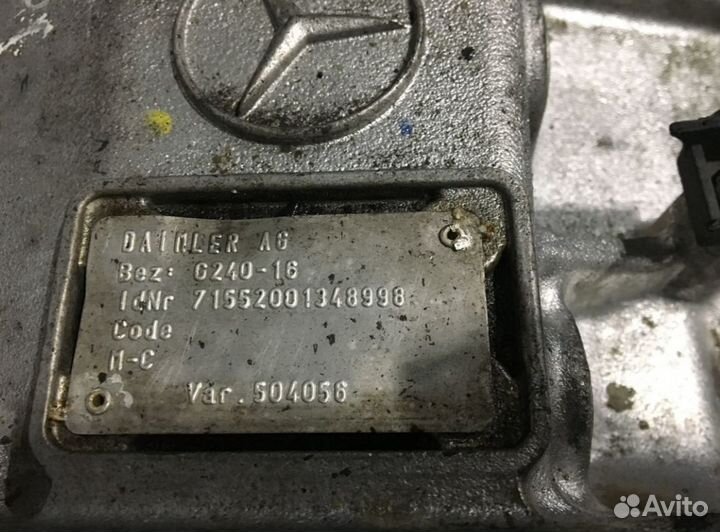 DAIMLER AG
Bez: G240-16
IdNr 71552001348998
Code
M-C
Var.504056
Avito